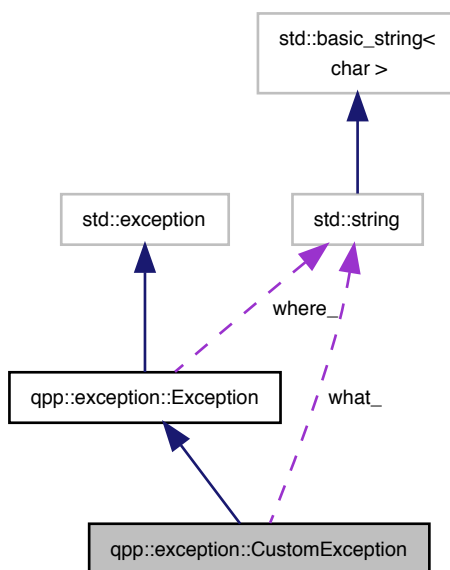 std::basic_string<
char >
std::exception
std::string
where_
qpp::exception::Exception
what_
qpp::exception::CustomException